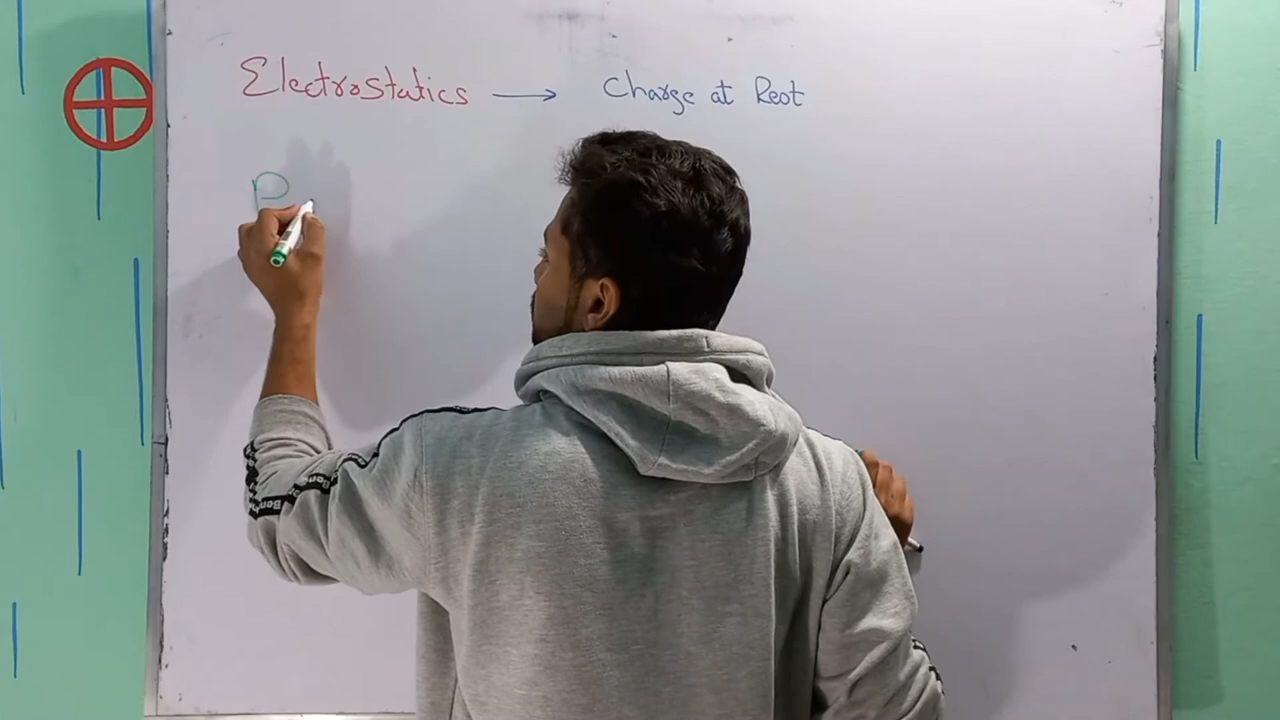 Electrostatics → Charge at Rest
P